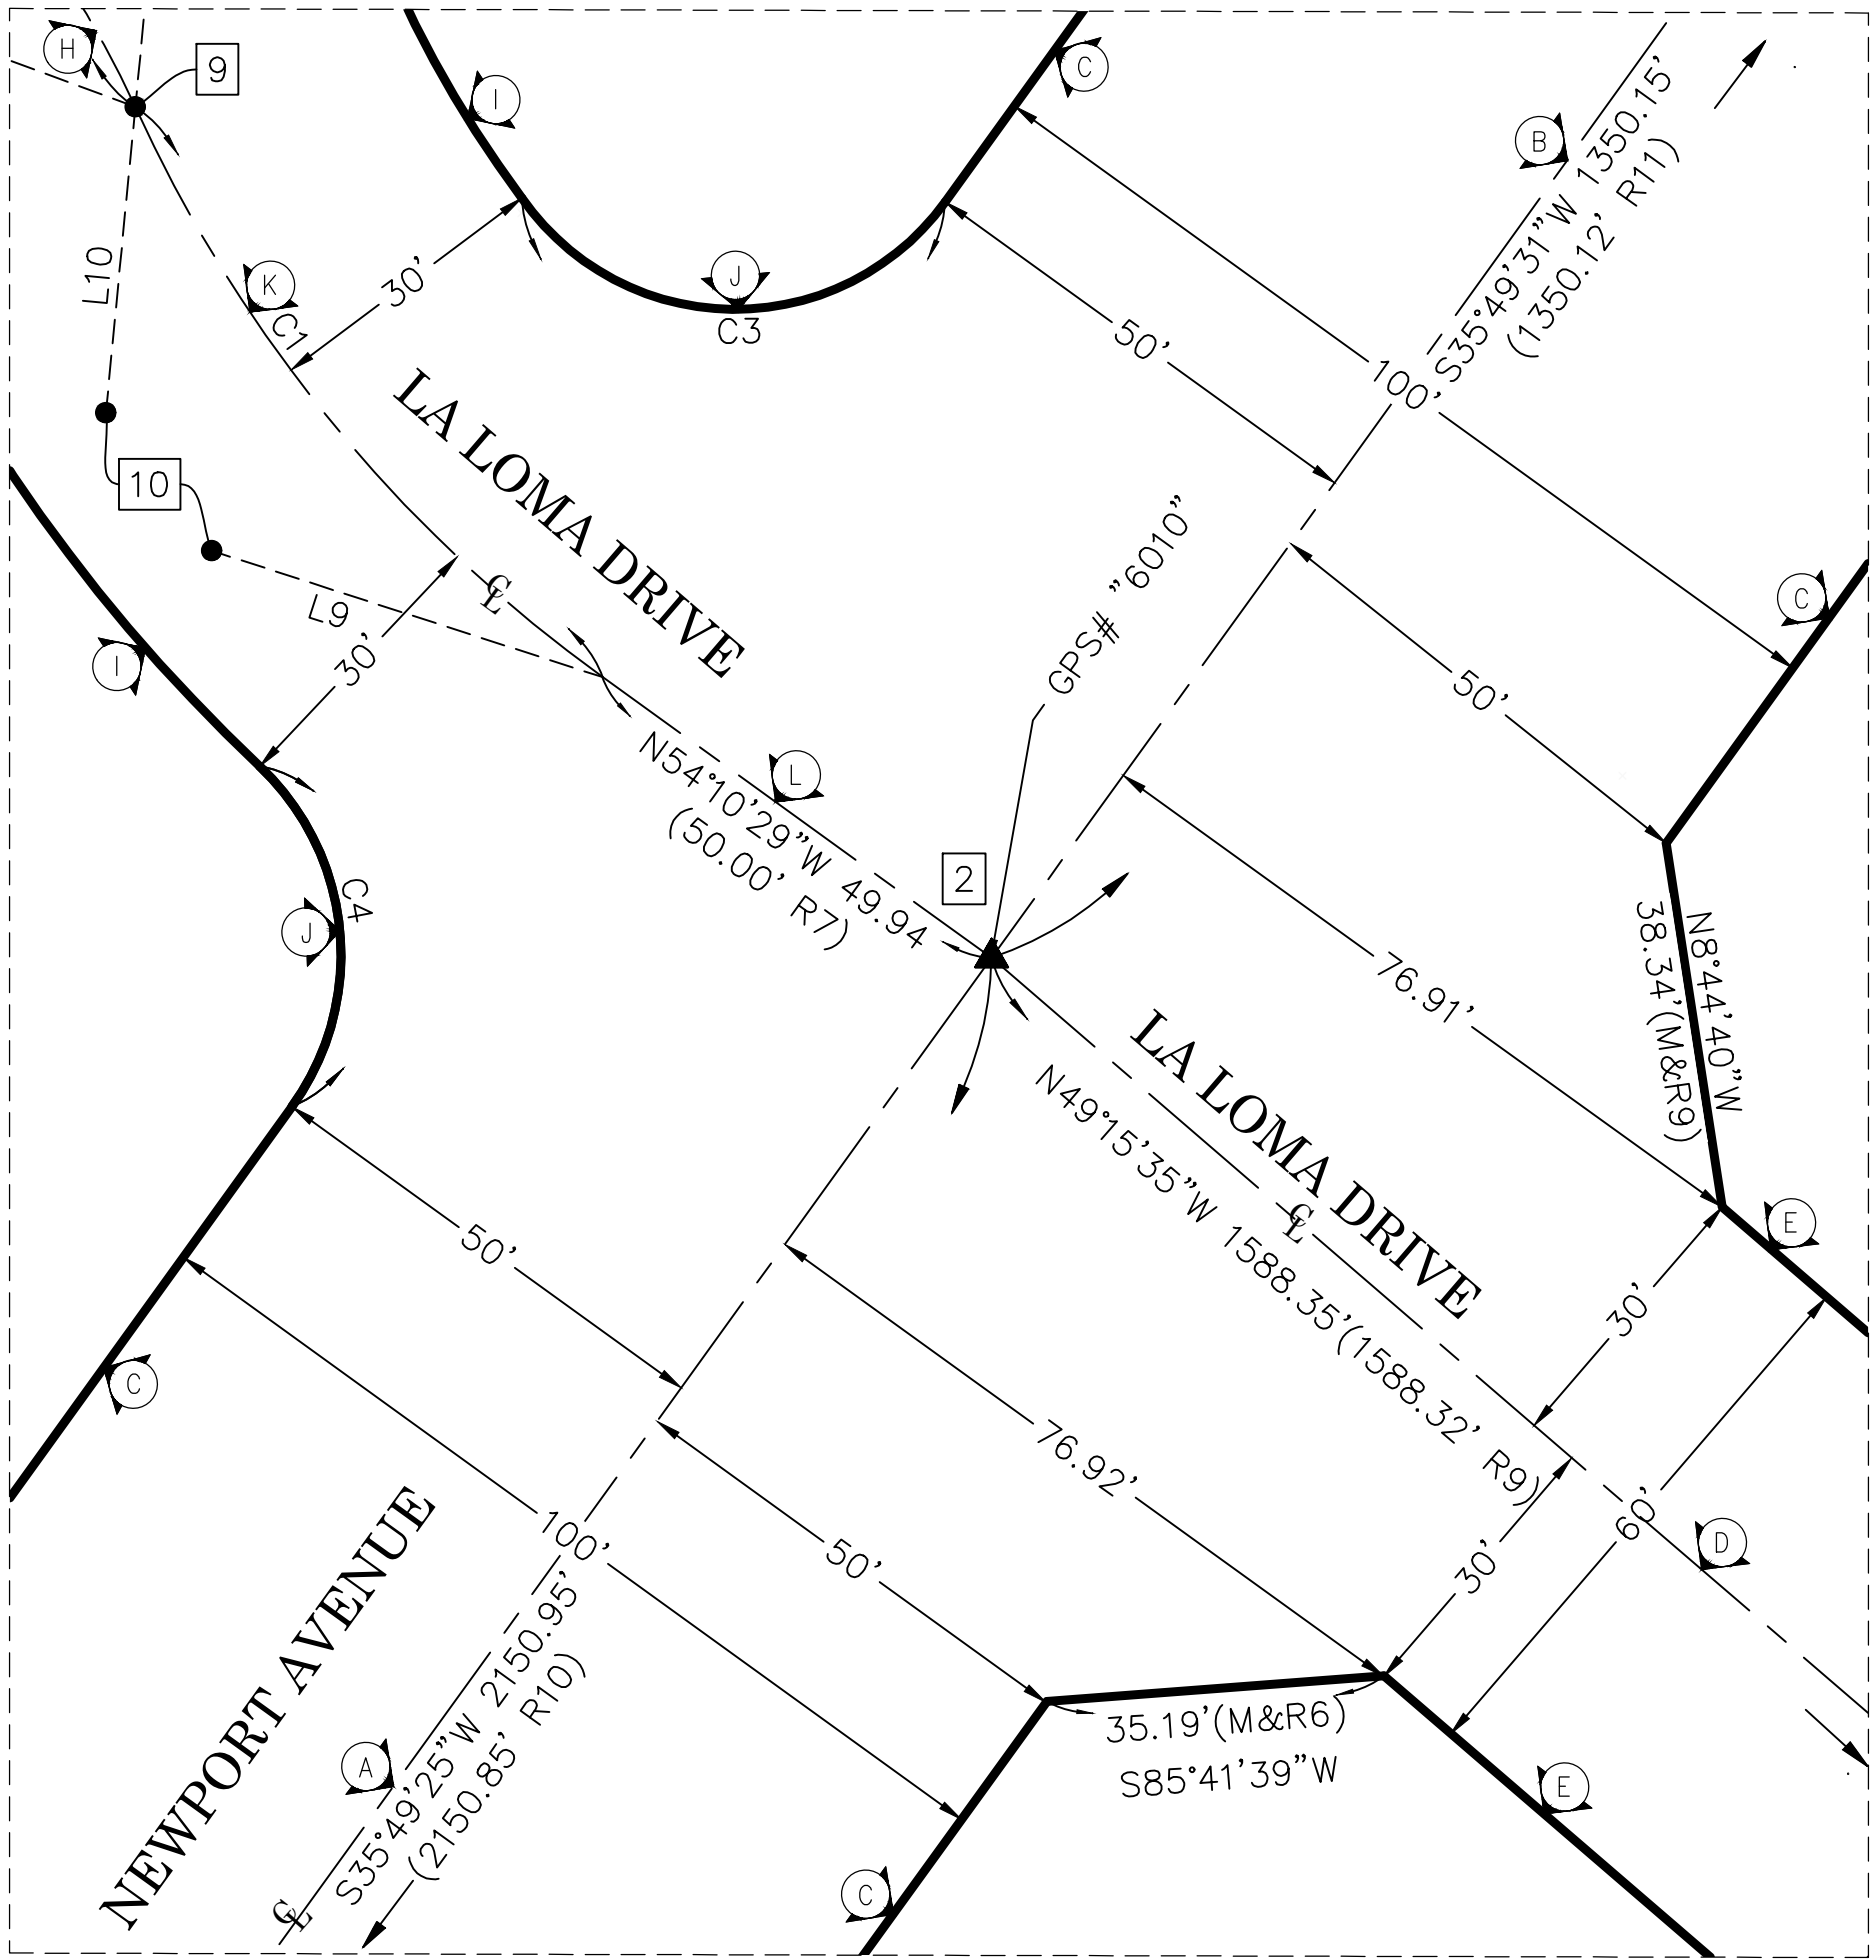 H
9
I
C
B
S35°49'31"W 1350.15'
(1350.12' R11)
L10
K
C1
30'
J
C3
50'
100'
LA LOMA DRIVE
10
GPS# "6010"
C
L9
30'
I
50'
N54°10'29"W 49.94
(50.00' R7)
L
2
C4
J
76.91'
N8°44'40"W
38.34'(M&R9)
LA LOMA DRIVE
N49°15'35"W 1588.35'(1588.32' R9)
E
50'
30'
C
76.92'
60'
100'
50'
30'
D
NEWPORT AVENUE
S35°49'25"W 2150.95'
(2150.85' R10)
35.19'(M&R6)
S85°41'39"W
A
E
C